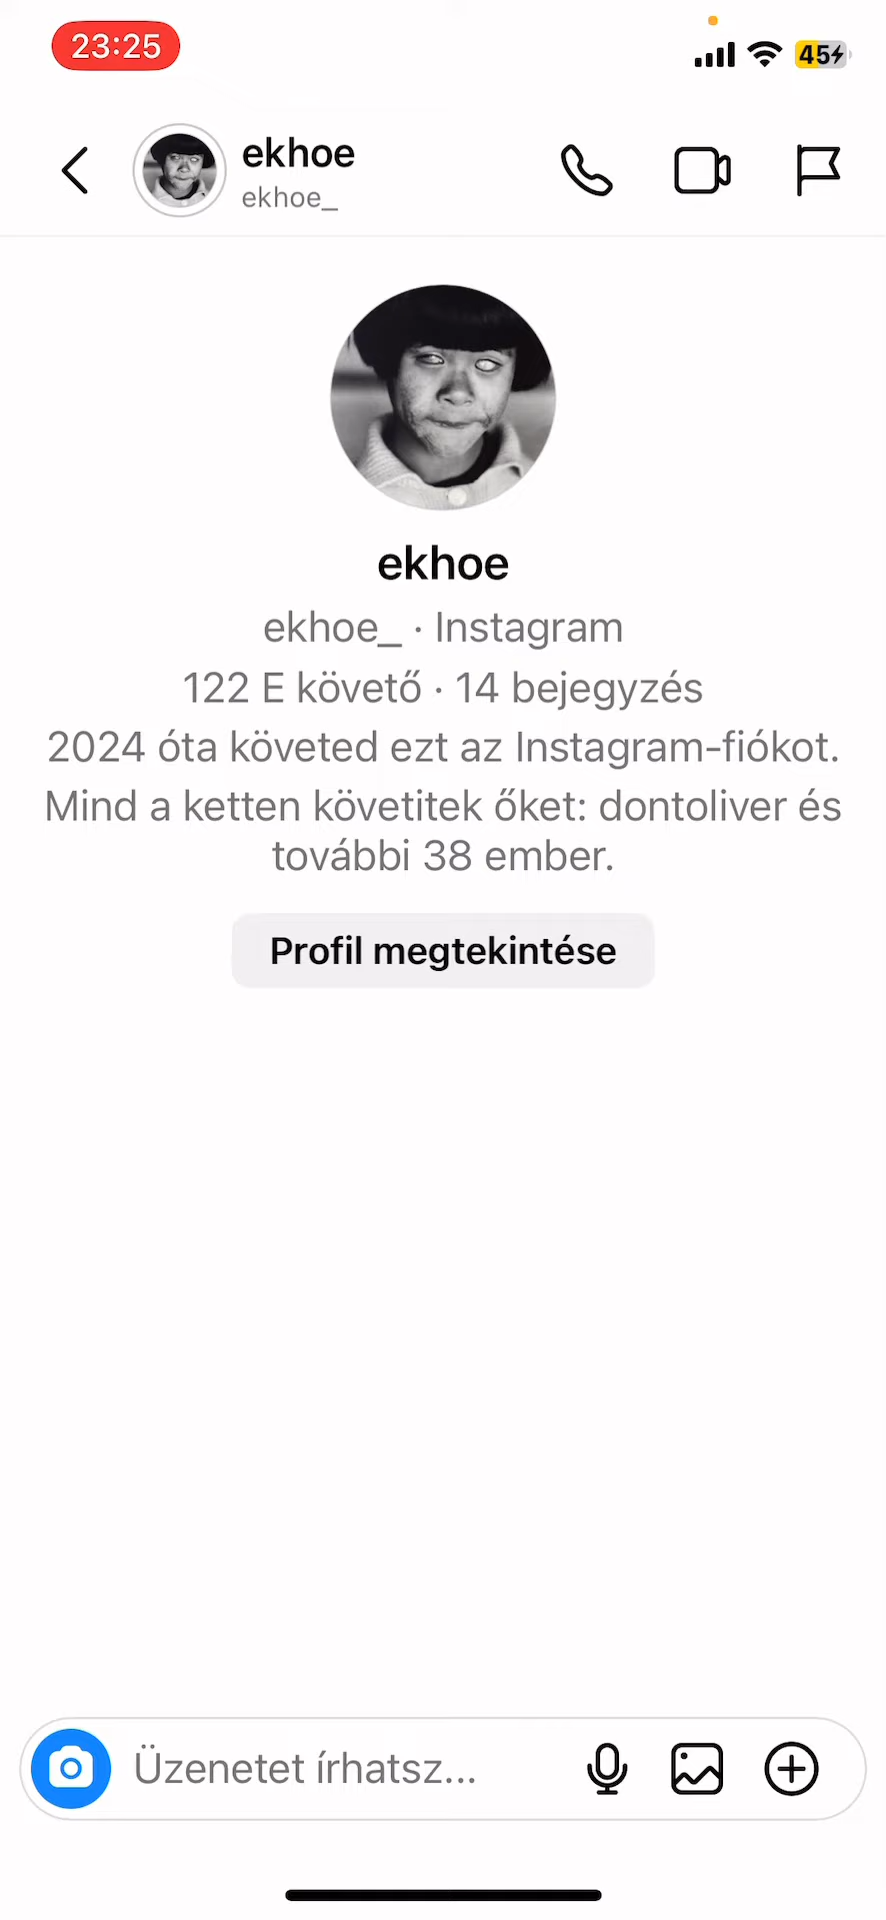 23:25
45
ekhoe
ekhoe_
ekhoe
ekhoe_ · Instagram
122 E követő · 14 bejegyzés
2024 óta követed ezt az Instagram-fiókot.
Mind a ketten követitek őket: dontoliver és
további 38 ember.
Profil megtekintése
Üzenetet írhatsz...